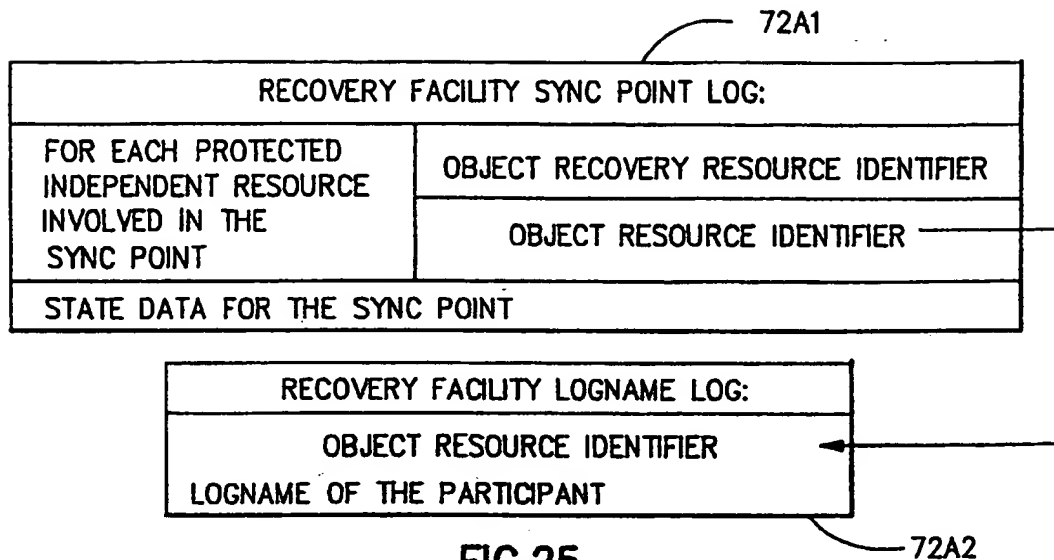 72A1
RECOVERY FACILITY SYNC POINT LOG:
FOR EACH PROTECTED
INDEPENDENT RESOURCE
INVOLVED IN THE
SYNC POINT
OBJECT RECOVERY RESOURCE IDENTIFIER
OBJECT RESOURCE IDENTIFIER
STATE DATA FOR THE SYNC POINT
RECOVERY FACILITY LOGNAME LOG:
OBJECT RESOURCE IDENTIFIER
LOGNAME OF THE PARTICIPANT
72A2
FIG.25